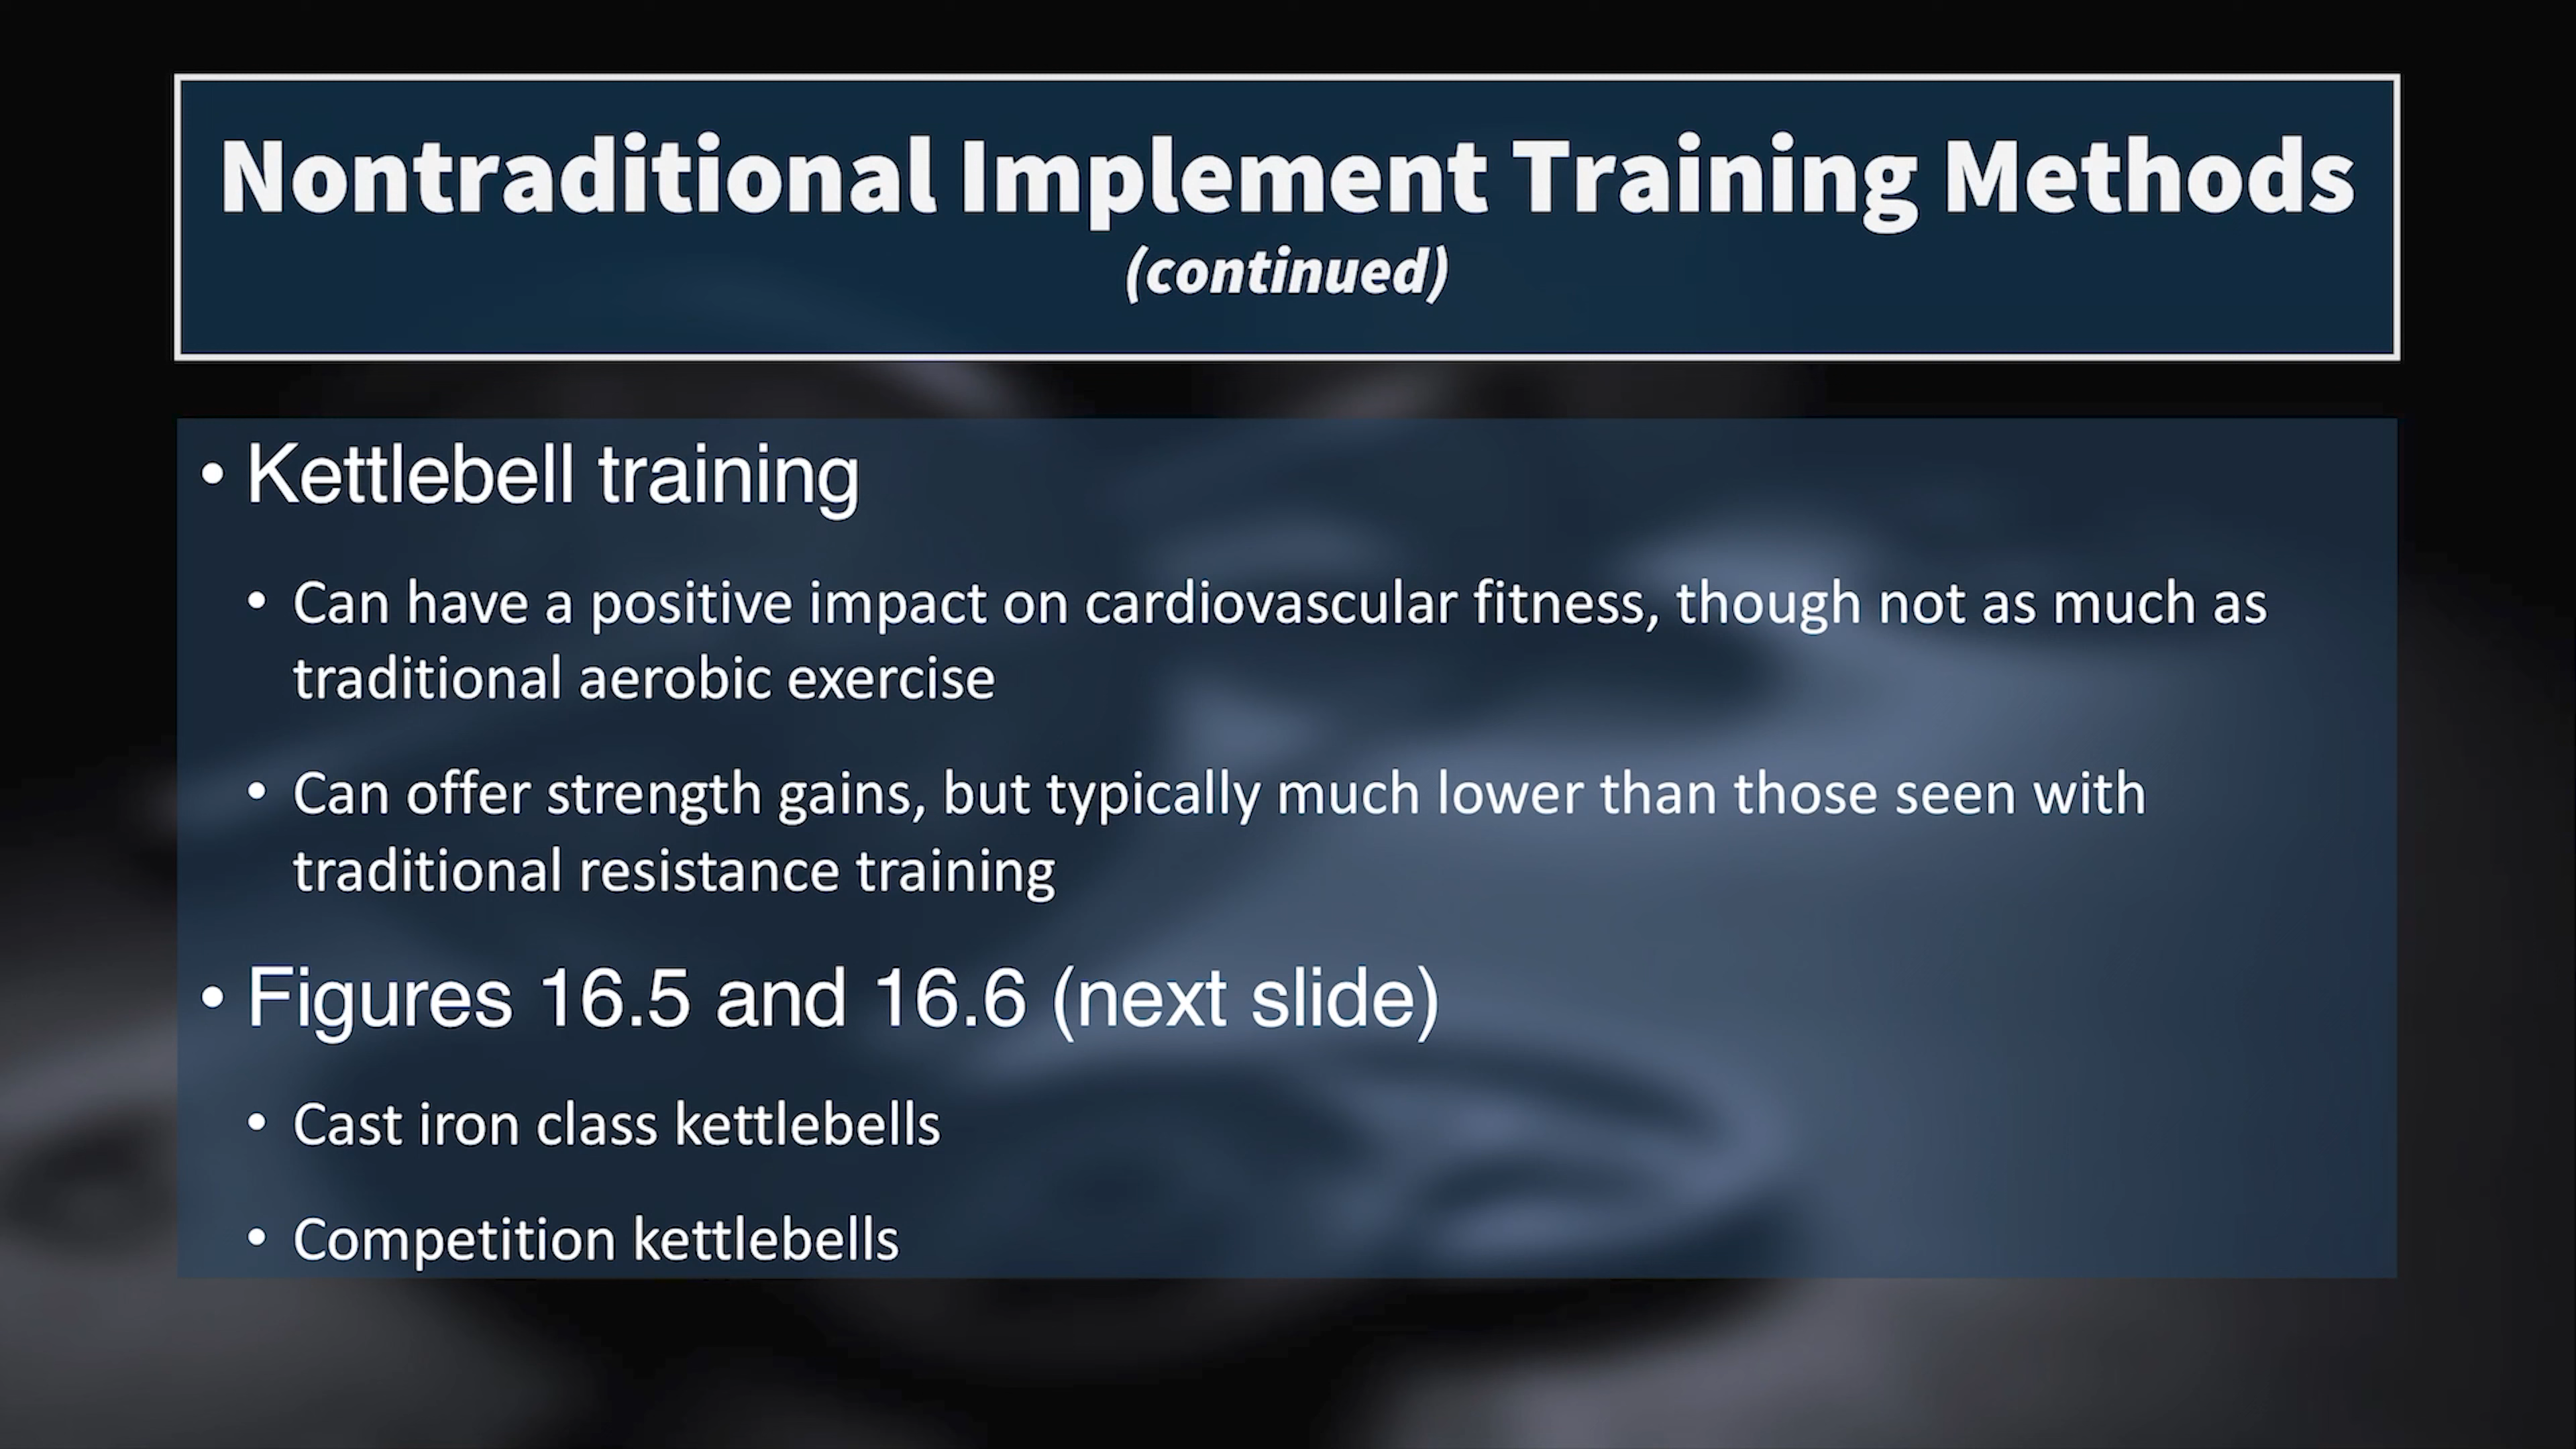 Nontraditional Implement Training Methods
(continued)
• Kettlebell training
• Can have a positive impact on cardiovascular fitness, though not as much as
traditional aerobic exercise
• Can offer strength gains, but typically much lower than those seen with
traditional resistance training
• Figures 16.5 and 16.6 (next slide)
• Cast iron class kettlebells
• Competition kettlebells